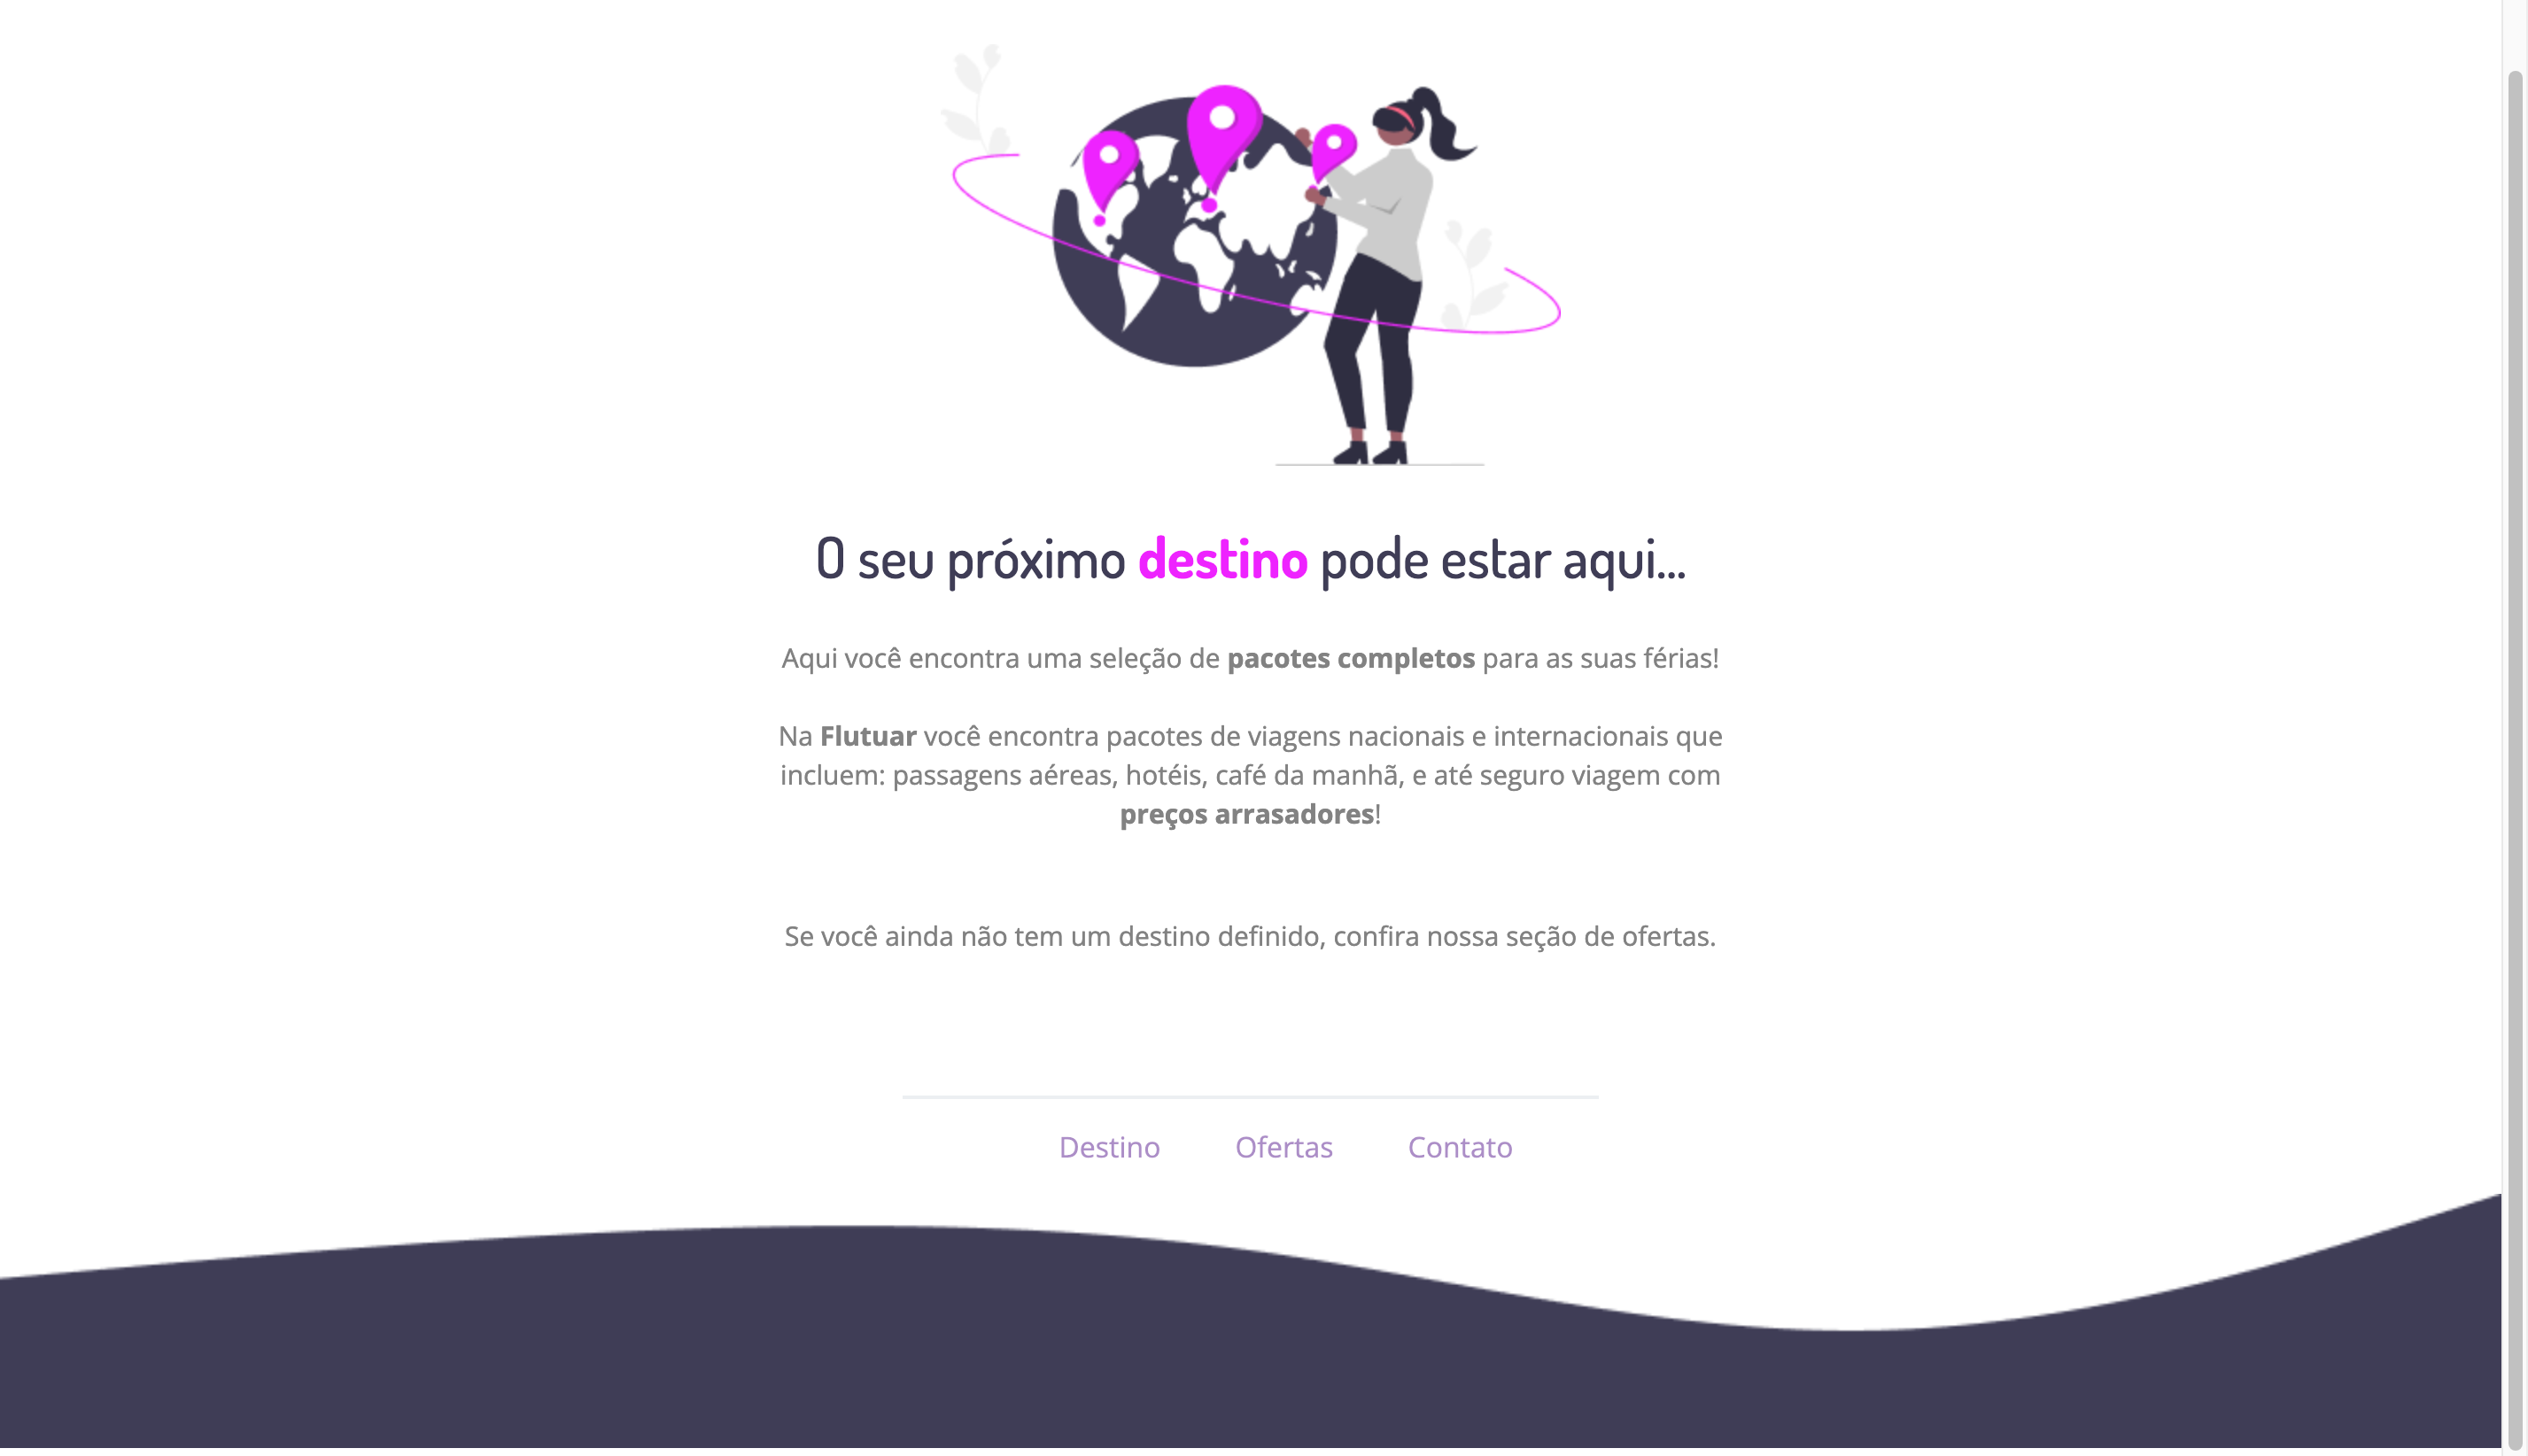 O seu próximo destino pode estar aqui...
Aqui você encontra uma seleção de pacotes completos para as suas férias!
Na Flutuar você encontra pacotes de viagens nacionais e internacionais que
incluem: passagens aéreas, hotéis, café da manhã, e até seguro viagem com
preços arrasadores!
Se você ainda não tem um destino definido, confira nossa seção de ofertas.
Destino Ofertas Contato